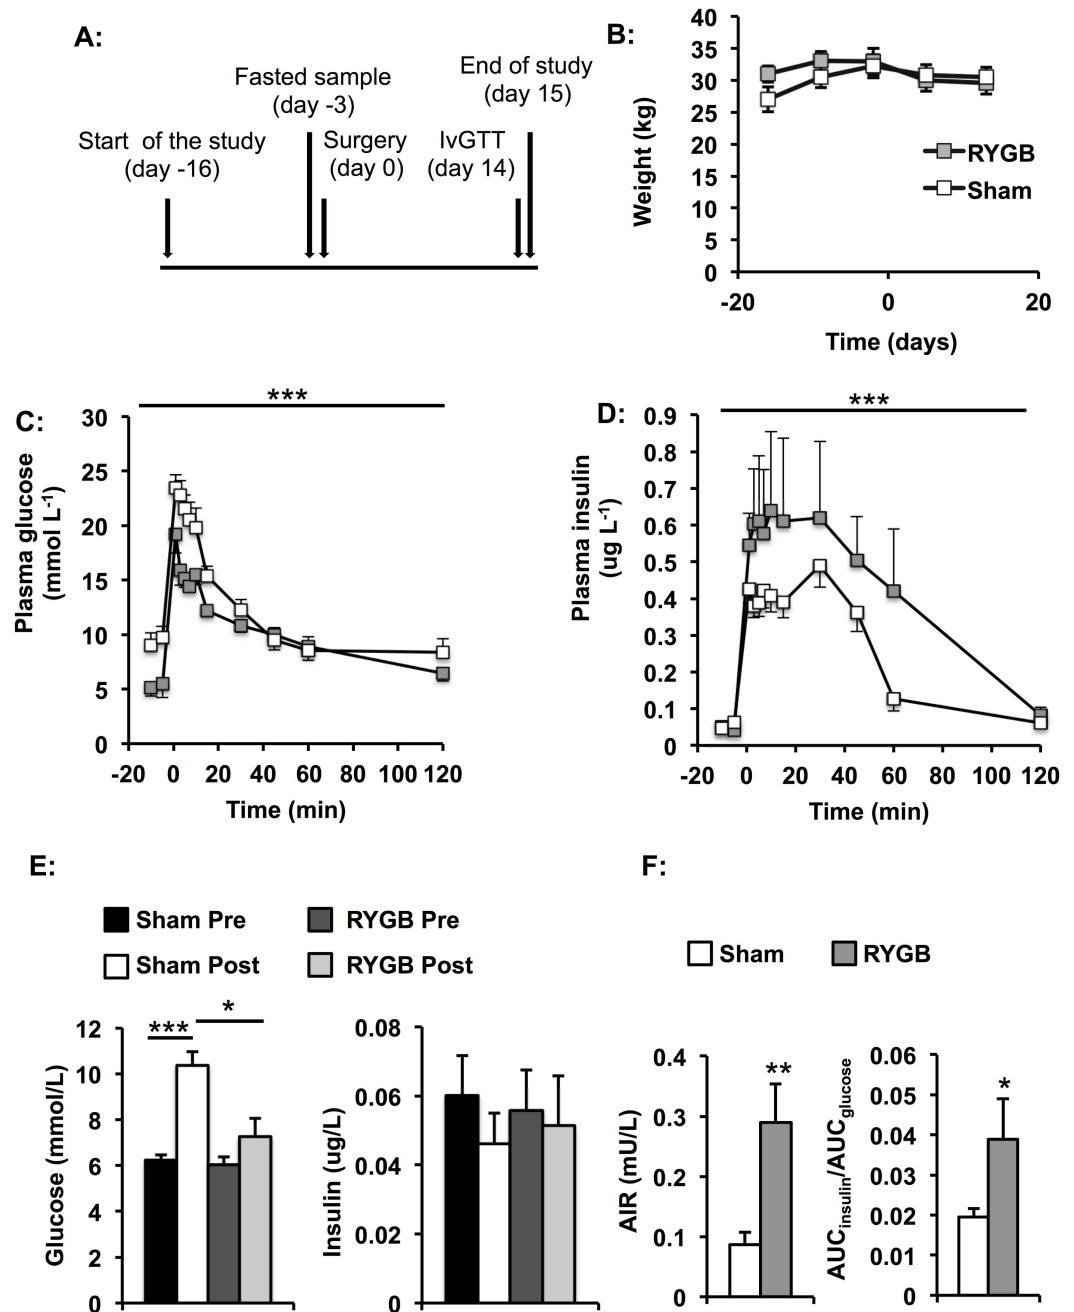 A:
Start of the study
(day -16)
Fasted sample
(day -3)
Surgery
(day 0)
IvGTT
(day 14)
End of study
(day 15)
B:
Weight (kg)
40
35
30
25
20
15
10
5
0
-20 0 20
Time (days)
RYGB
Sham
C:
***
Plasma glucose
(mmol L-1)
30
25
20
15
10
5
0
-20 0 20 40 60 80 100 120
Time (min)
D:
***
Plasma insulin
(ug L-1)
0.9
0.8
0.7
0.6
0.5
0.4
0.3
0.2
0.1
0
-20 0 20 40 60 80 100 120
Time (min)
E:
Sham Pre RYGB Pre
Sham Post RYGB Post
Glucose (mmol/L)
12
10
8
6
4
2
0
*** *
Insulin (ug/L)
0.08
0.06
0.04
0.02
0
F:
Sham RYGB
AIR (mU/L)
0.4
0.3
0.2
0.1
0
**
AUCinsulin/AUCglucose
0.06
0.05
0.04
0.03
0.02
0.01
0
*